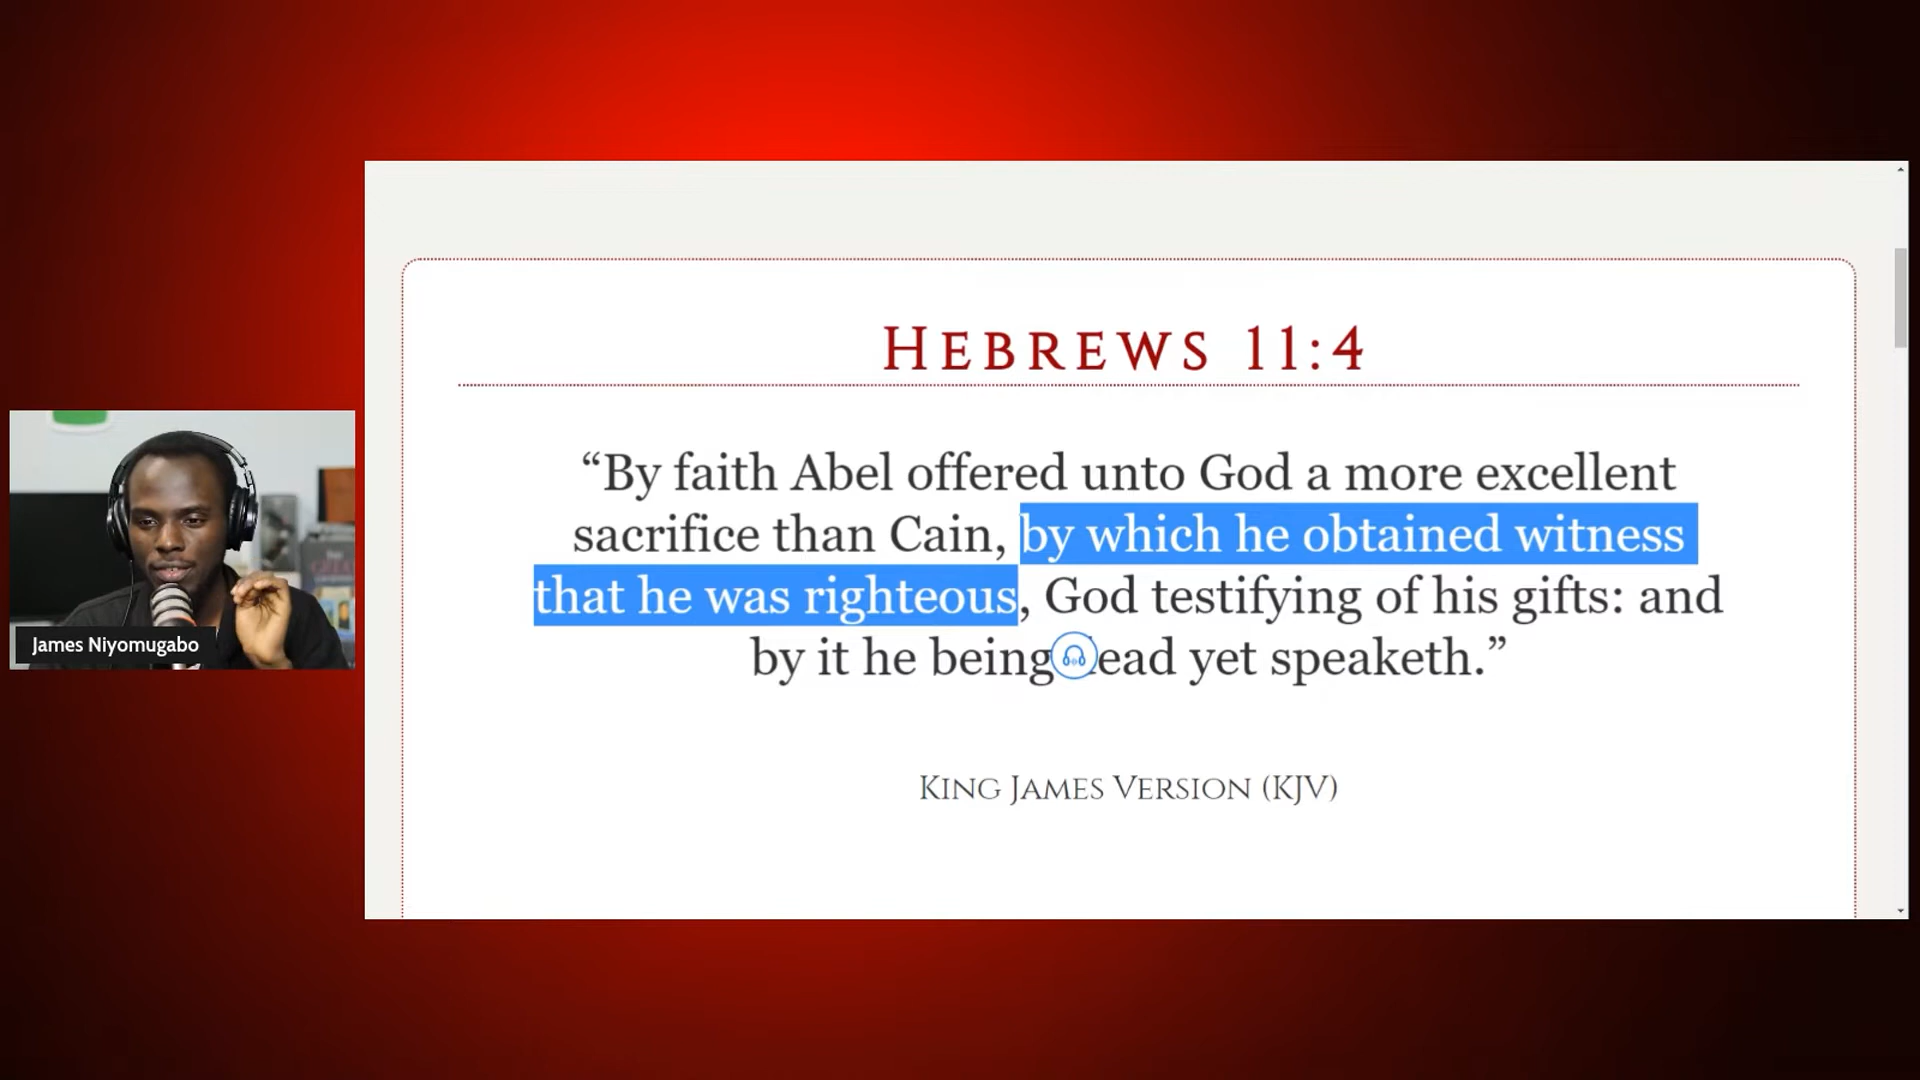 HEBREWS 11:4
“By faith Abel offered unto God a more excellent
sacrifice than Cain, by which he obtained witness
that he was righteous, God testifying of his gifts: and
by it he being ead yet speaketh.”
KING JAMES VERSION (KJV)
James Niyomugabo